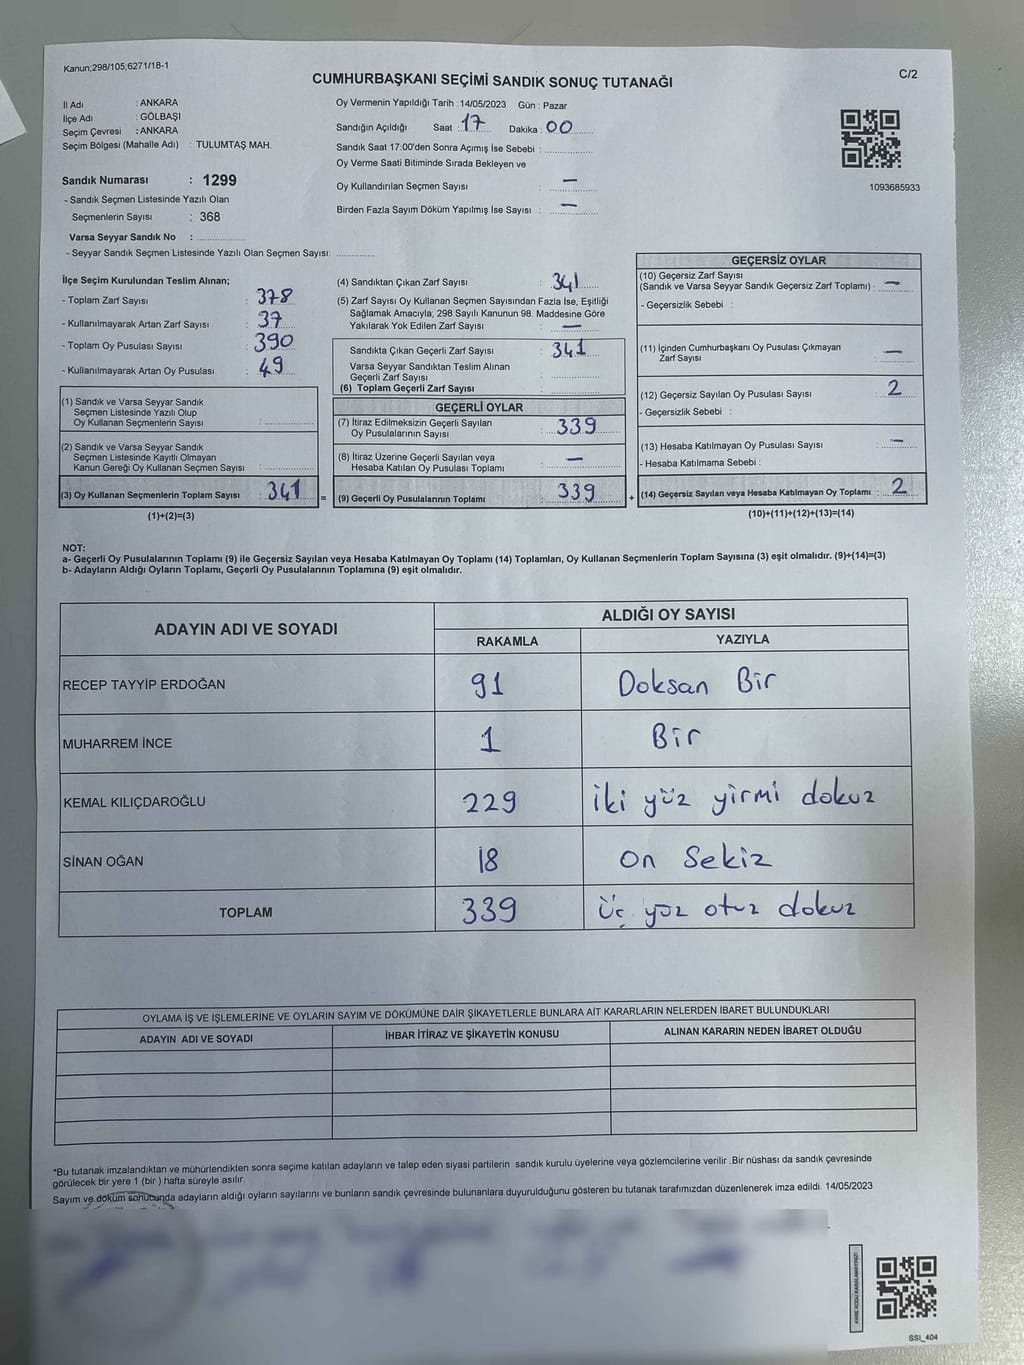 Kanun;298/105;6271/18-1
C/2
CUMHURBAŞKANI SEÇİMİ SANDIK SONUÇ TUTANAĞI
İl Adı : ANKARA
İlçe Adı : GÖLBAŞI
Seçim Çevresi : ANKARA
Seçim Bölgesi (Mahalle Adı) : TULUMTAŞ MAH.
Sandık Numarası : 1299
- Sandık Seçmen Listesinde Yazılı Olan
Seçmenlerin Sayısı : 368
Varsa Seyyar Sandık No :
- Seyyar Sandık Seçmen Listesinde Yazılı Olan Seçmen Sayısı:
Oy Vermenin Yapıldığı Tarih : 14/05/2023 Gün : Pazar
Sandığın Açıldığı Saat : 17 Dakika : 00
Sandık Saat 17:00'den Sonra Açımış İse Sebebi :
Oy Verme Saati Bitiminde Sırada Bekleyen ve
Oy Kullandırılan Seçmen Sayısı : —
Birden Fazla Sayım Döküm Yapılmış İse Sayısı : —
1093685933
İlçe Seçim Kurulundan Teslim Alınan;
- Toplam Zarf Sayısı : 378
- Kullanılmayarak Artan Zarf Sayısı : 37
- Toplam Oy Pusulası Sayısı : 390
- Kullanılmayarak Artan Oy Pusulası : 49
(1) Sandık ve Varsa Seyyar Sandık
Seçmen Listesinde Yazılı Olup
Oy Kullanan Seçmenlerin Sayısı :
(2) Sandık ve Varsa Seyyar Sandık
Seçmen Listesinde Kayıtlı Olmayan
Kanun Gereği Oy Kullanan Seçmen Sayısı :
(3) Oy Kullanan Seçmenlerin Toplam Sayısı : 341 =
(1)+(2)=(3)
(4) Sandıktan Çıkan Zarf Sayısı : 341
(5) Zarf Sayısı Oy Kullanan Seçmen Sayısından Fazla İse, Eşitliği
Sağlamak Amacıyla; 298 Sayılı Kanunun 98. Maddesine Göre
Yakılarak Yok Edilen Zarf Sayısı : —
Sandıkta Çıkan Geçerli Zarf Sayısı : 341
Varsa Seyyar Sandıktan Teslim Alınan
Geçerli Zarf Sayısı :
(6) Toplam Geçerli Zarf Sayısı :
GEÇERLİ OYLAR
(7) İtiraz Edilmeksizin Geçerli Sayılan
Oy Pusulalarının Sayısı : 339
(8) İtiraz Üzerine Geçerli Sayılan veya
Hesaba Katılan Oy Pusulası Toplamı : —
(9) Geçerli Oy Pusulalarının Toplamı : 339 +
GEÇERSİZ OYLAR
(10) Geçersiz Zarf Sayısı
(Sandık ve Varsa Seyyar Sandık Geçersiz Zarf Toplamı) : —
- Geçersizlik Sebebi :
(11) İçinden Cumhurbaşkanı Oy Pusulası Çıkmayan
Zarf Sayısı : —
(12) Geçersiz Sayılan Oy Pusulası Sayısı : 2
- Geçersizlik Sebebi :
(13) Hesaba Katılmayan Oy Pusulası Sayısı : —
- Hesaba Katılmama Sebebi :
(14) Geçersiz Sayılan veya Hesaba Katılmayan Oy Toplamı : 2
(10)+(11)+(12)+(13)=(14)
NOT:
a- Geçerli Oy Pusulalarının Toplamı (9) ile Geçersiz Sayılan veya Hesaba Katılmayan Oy Toplamı (14) Toplamları, Oy Kullanan Seçmenlerin Toplam Sayısına (3) eşit olmalıdır. (9)+(14)=(3)
b- Adayların Aldığı Oyların Toplamı, Geçerli Oy Pusulalarının Toplamına (9) eşit olmalıdır.
ADAYIN ADI VE SOYADI
ALDIĞI OY SAYISI
RAKAMLA YAZIYLA
RECEP TAYYİP ERDOĞAN 91 Doksan Bir
MUHARREM İNCE 1 Bir
KEMAL KILIÇDAROĞLU 229 iki yüz yirmi dokuz
SİNAN OĞAN 18 on sekiz
TOPLAM 339 üç yüz otuz dokuz
OYLAMA İŞ VE İŞLEMLERİNE VE OYLARIN SAYIM VE DÖKÜMÜNE DAİR ŞİKAYETLERLE BUNLARA AİT KARARLARIN NELERDEN İBARET BULUNDUKLARI
ADAYIN ADI VE SOYADI İHBAR İTİRAZ VE ŞİKAYETİN KONUSU ALINAN KARARIN NEDEN İBARET OLDUĞU
*Bu tutanak imzalandıktan ve mühürlendikten sonra seçime katılan adayların ve talep eden siyasi partilerin sandık kurulu üyelerine veya gözlemcilerine verilir .Bir nüshası da sandık çevresinde
görülecek bir yere 1 (bir ) hafta süreyle asılır.
Sayım ve döküm sonucunda adayların aldığı oyların sayılarını ve bunların sandık çevresinde bulunanlara duyurulduğunu gösteren bu tutanak tarafımızdan düzenlenerek imza edildi. 14/05/2023
SSI_404